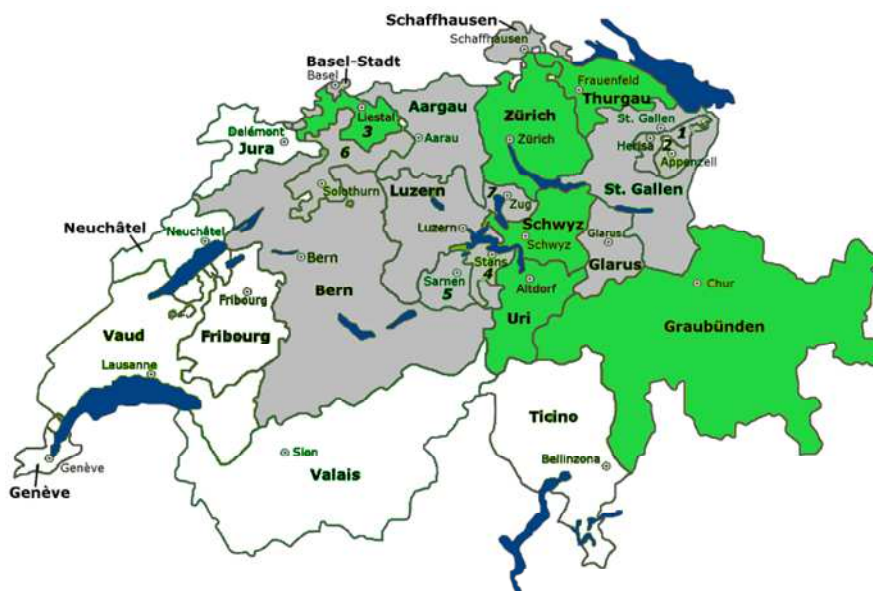 Schaffhausen
Schaffhausen
Basel-Stadt
Basel
Frauenfeld
Thurgau
Aargau
Liestal
3
Zürich
Zürich
St. Gallen
1
Delémont
Jura
Aarau
Herisa
2
Appenzell
6
Solothurn
Luzern
7
Zug
St. Gallen
Neuchâtel
Neuchâtel
Luzern
Schwyz
Schwyz
Glarus
Glarus
Bern
Bern
Stans
4
Sarnen
5
Altdorf
Uri
Chur
Graubünden
Fribourg
Fribourg
Vaud
Lausanne
Ticino
Sion
Valais
Bellinzona
Genève
Genève